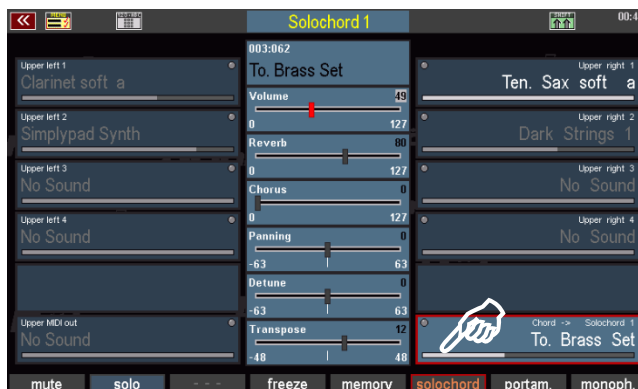 MENU
Solochord 1
SHIFT
00:4
003:062
To. Brass Set
Upper left 1
Clarinet soft a
Upper left 2
Simplypad Synth
Upper left 3
No Sound
Upper left 4
No Sound
Upper MIDI out
No Sound
Volume 49
0 127
Reverb 80
0 127
Chorus 0
0 127
Panning 0
-63 63
Detune 0
-63 63
Transpose 12
-48 48
Upper right 1
Ten. Sax soft a
Upper right 2
Dark Strings 1
Upper right 3
No Sound
Upper right 4
No Sound
Chord -> Solochord 1
To. Brass Set
mute solo - - - freeze memory solochord portam. monoph